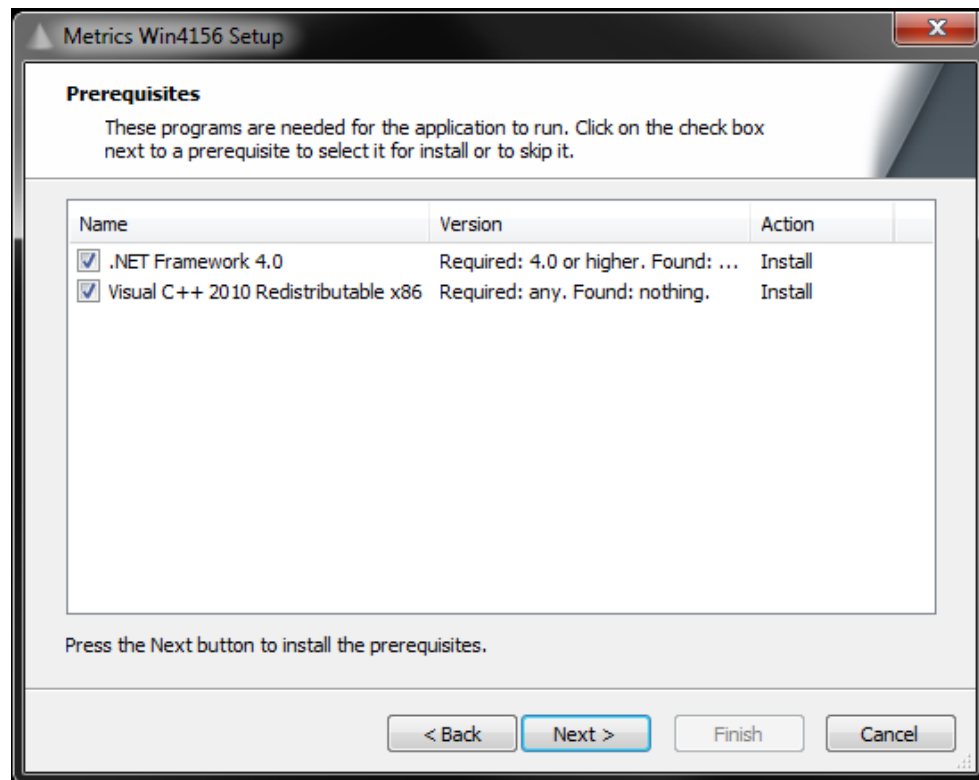 Metrics Win4156 Setup
Prerequisites
These programs are needed for the application to run. Click on the check box
next to a prerequisite to select it for install or to skip it.
Name Version Action
.NET Framework 4.0 Required: 4.0 or higher. Found: ... Install
Visual C++ 2010 Redistributable x86 Required: any. Found: nothing. Install
Press the Next button to install the prerequisites.
< Back Next > Finish Cancel